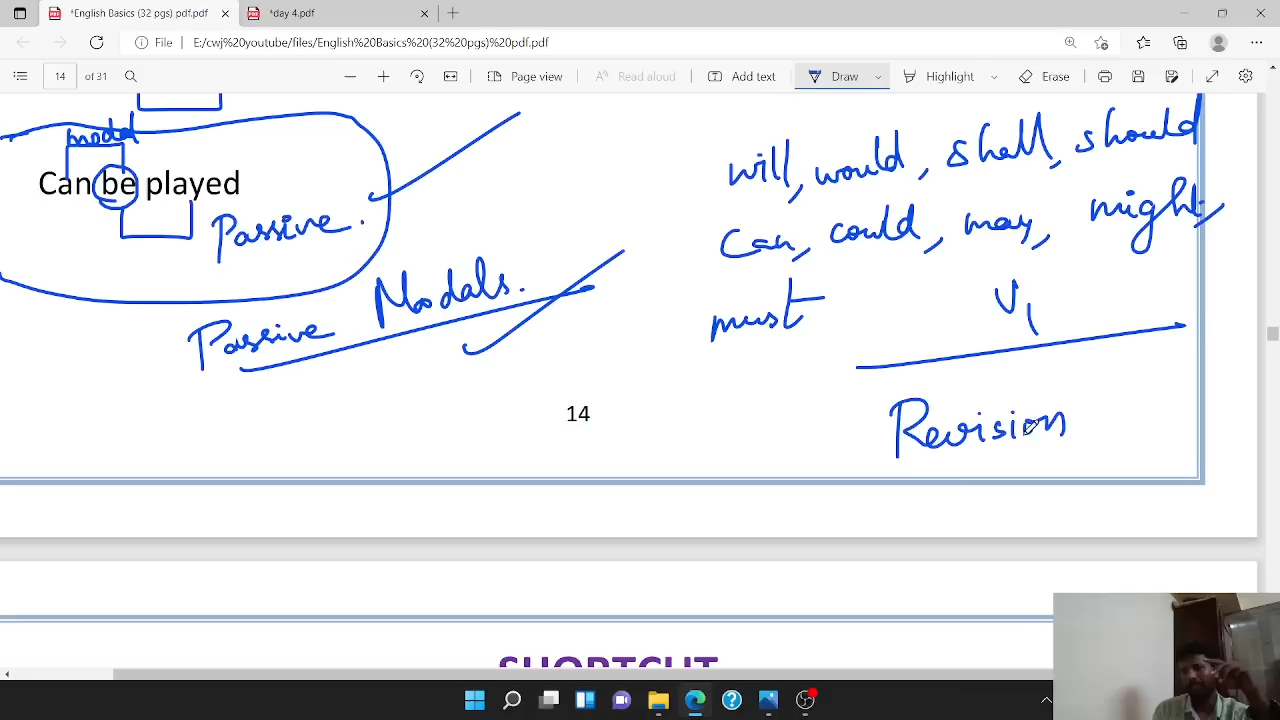 *English Basics (32 pgs) pdf.pdf
*day 4.pdf
File
E:/cwj%20youtube/files/English%20Basics%20(32%20pgs)%20pdf.pdf
14
of 31
Page view
Read aloud
Add text
Draw
Highlight
Erase
modal
Can be played
Passive.
Passive Modals.
will, would, shall, should
Can, could, may, might,
must V1
Revision
14
SHORTCUT